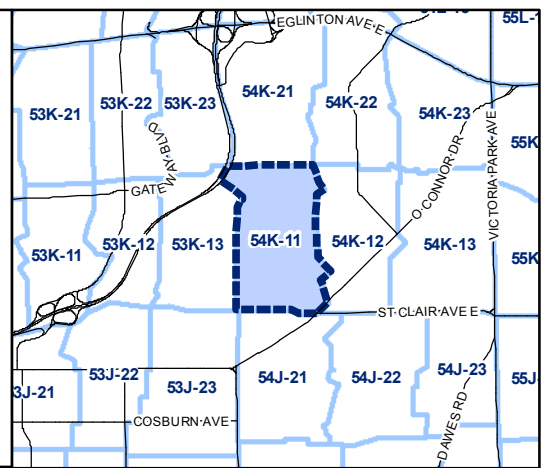 EGLINTON AVE E
55L-1
53K-21
53K-22
53K-23
54K-21
54K-22
54K-23
55K
GATEWAY BLVD
O CONNOR DR
VICTORIA PARK AVE
53K-11
53K-12
53K-13
54K-11
54K-12
54K-13
55K
ST CLAIR AVE E
3J-21
53J-22
53J-23
54J-21
54J-22
54J-23
55J-
COSBURN AVE
DAWES RD